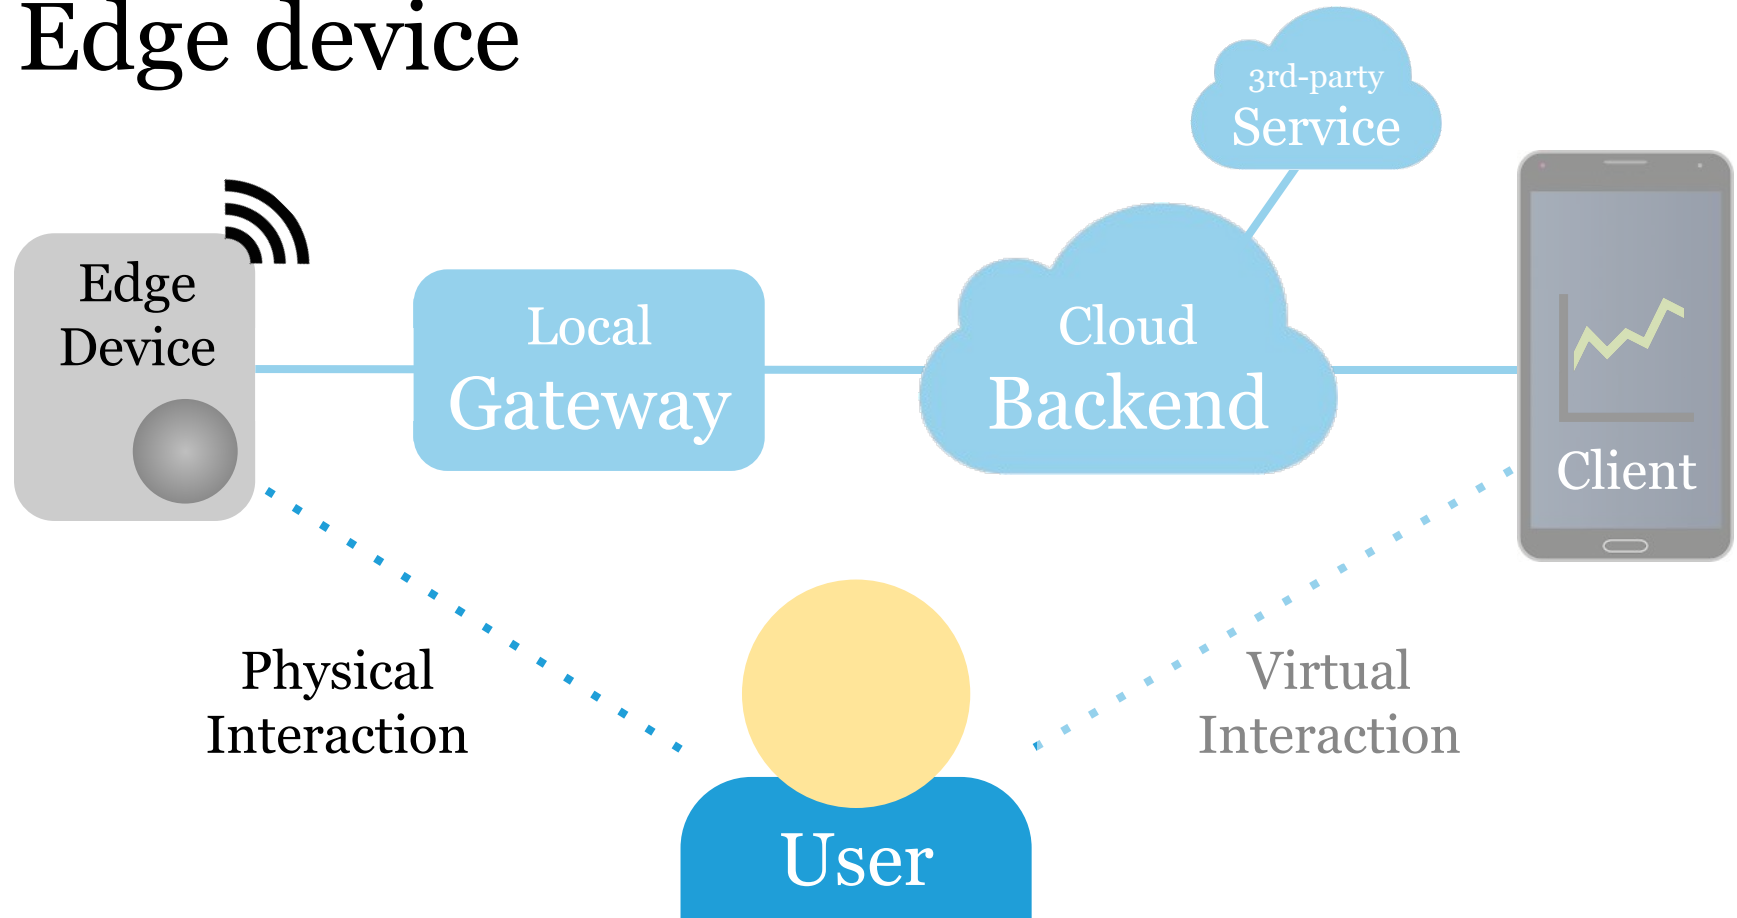 Edge device
3rd-party
Service
Edge
Device
Local
Gateway
Cloud
Backend
Client
Physical
Interaction
Virtual
Interaction
User